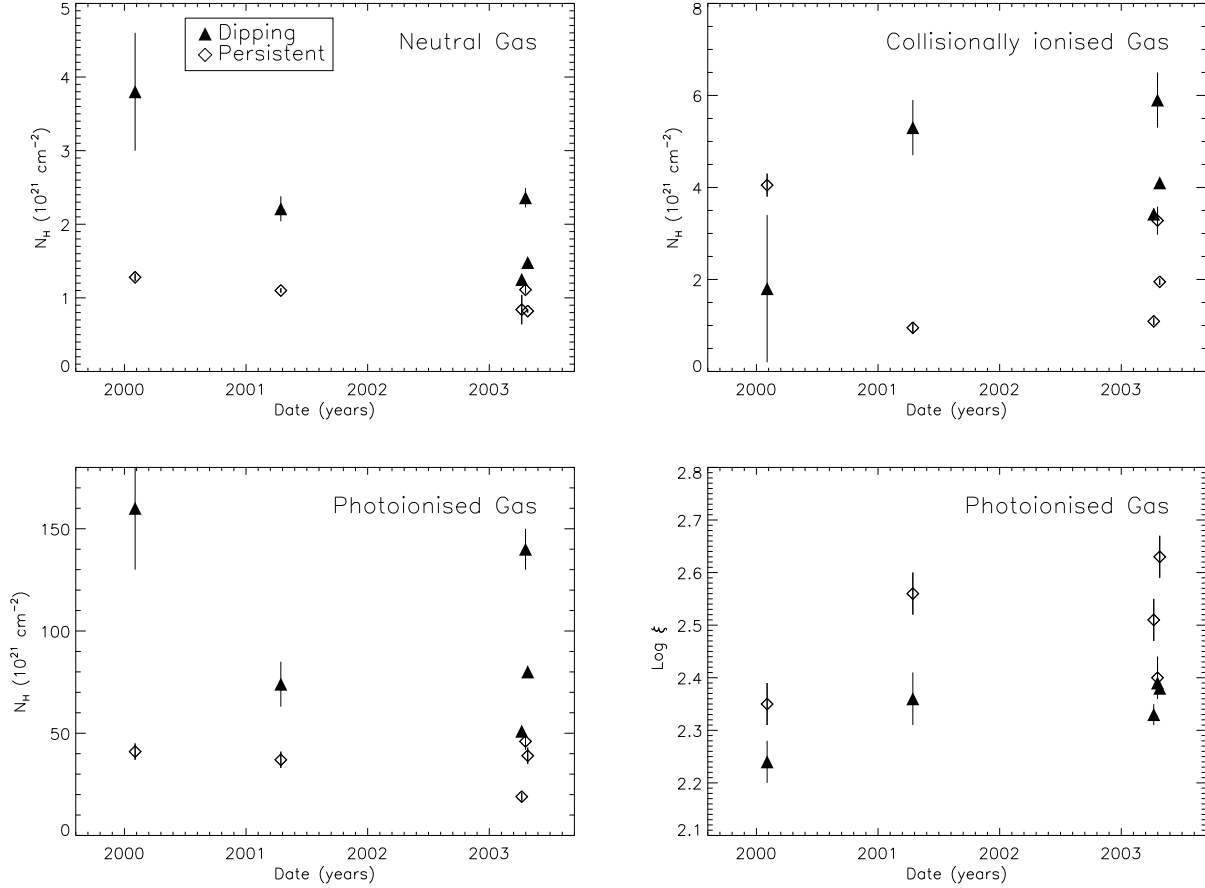 Dipping
Persistent
Neutral Gas
5
4
3
2
1
0
N_H (10^21 cm^−2)
2000 2001 2002 2003
Date (years)
Collisionally ionised Gas
8
6
4
2
0
N_H (10^21 cm^−2)
2000 2001 2002 2003
Date (years)
Photoionised Gas
150
100
50
0
N_H (10^21 cm^−2)
2000 2001 2002 2003
Date (years)
Photoionised Gas
2.8
2.7
2.6
2.5
2.4
2.3
2.2
2.1
Log ξ
2000 2001 2002 2003
Date (years)